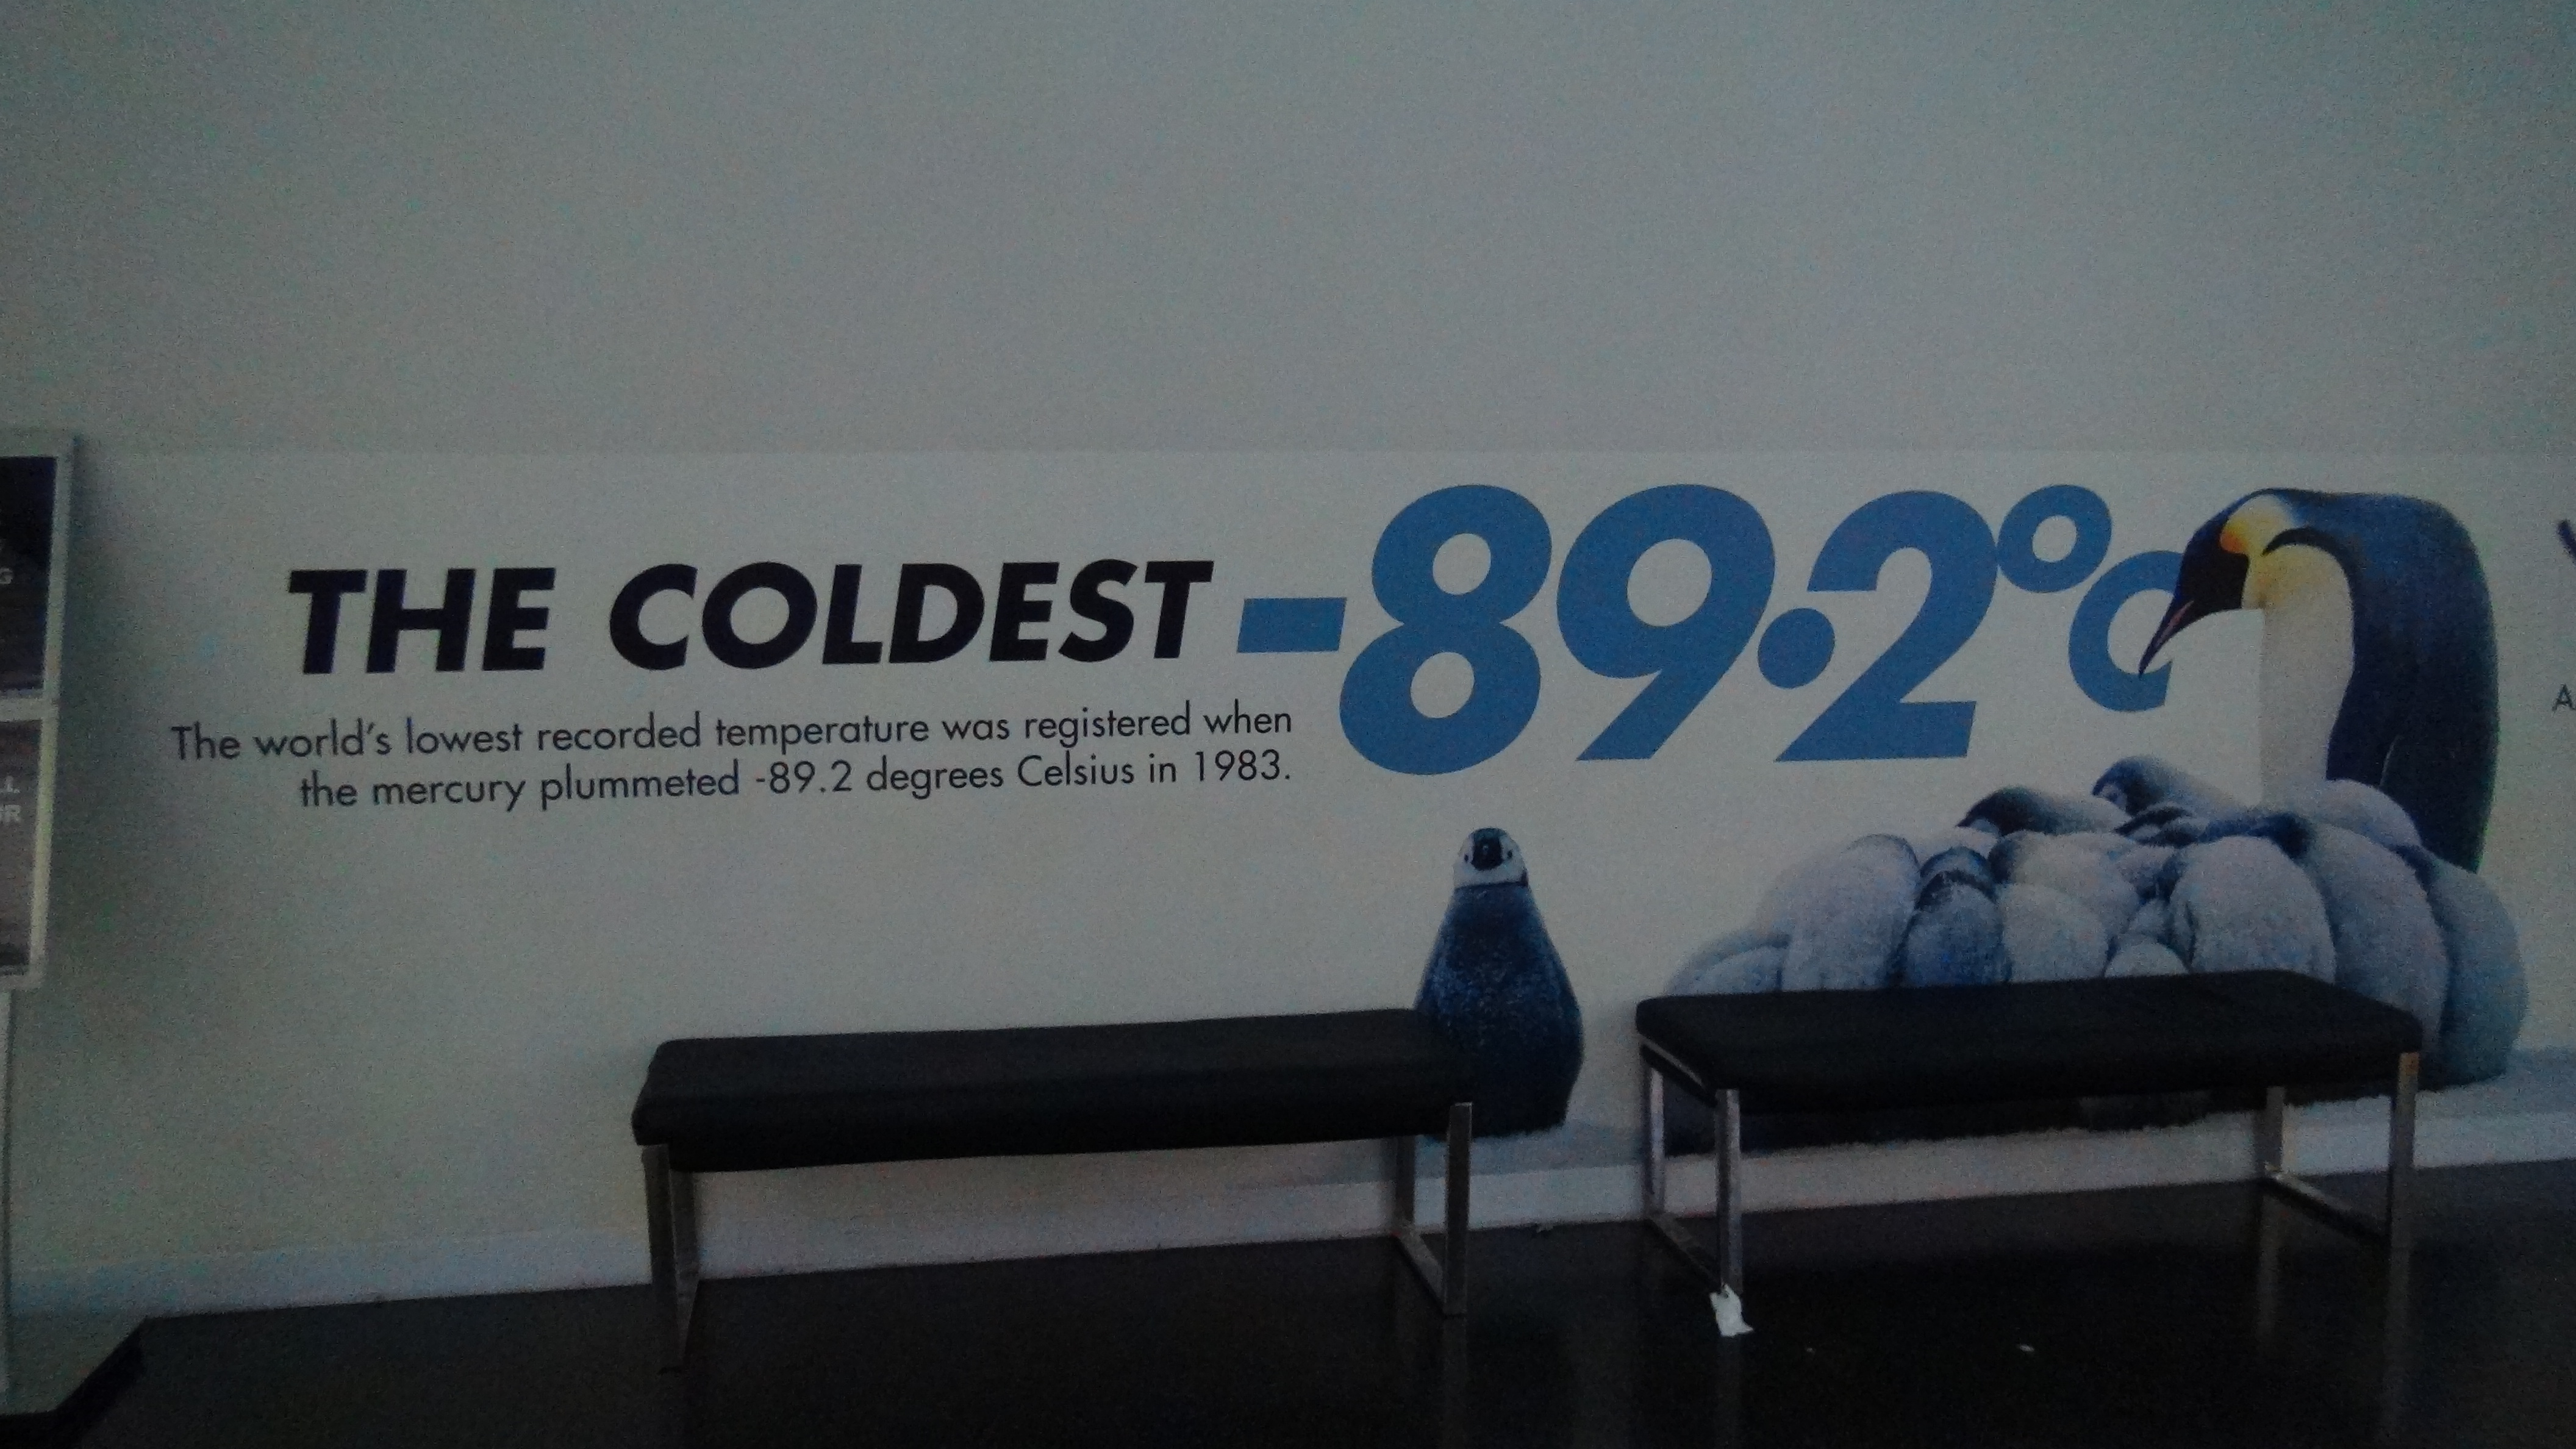 THE COLDEST -89.2°C
The world's lowest recorded temperature was registered when
the mercury plummeted -89.2 degrees Celsius in 1983.